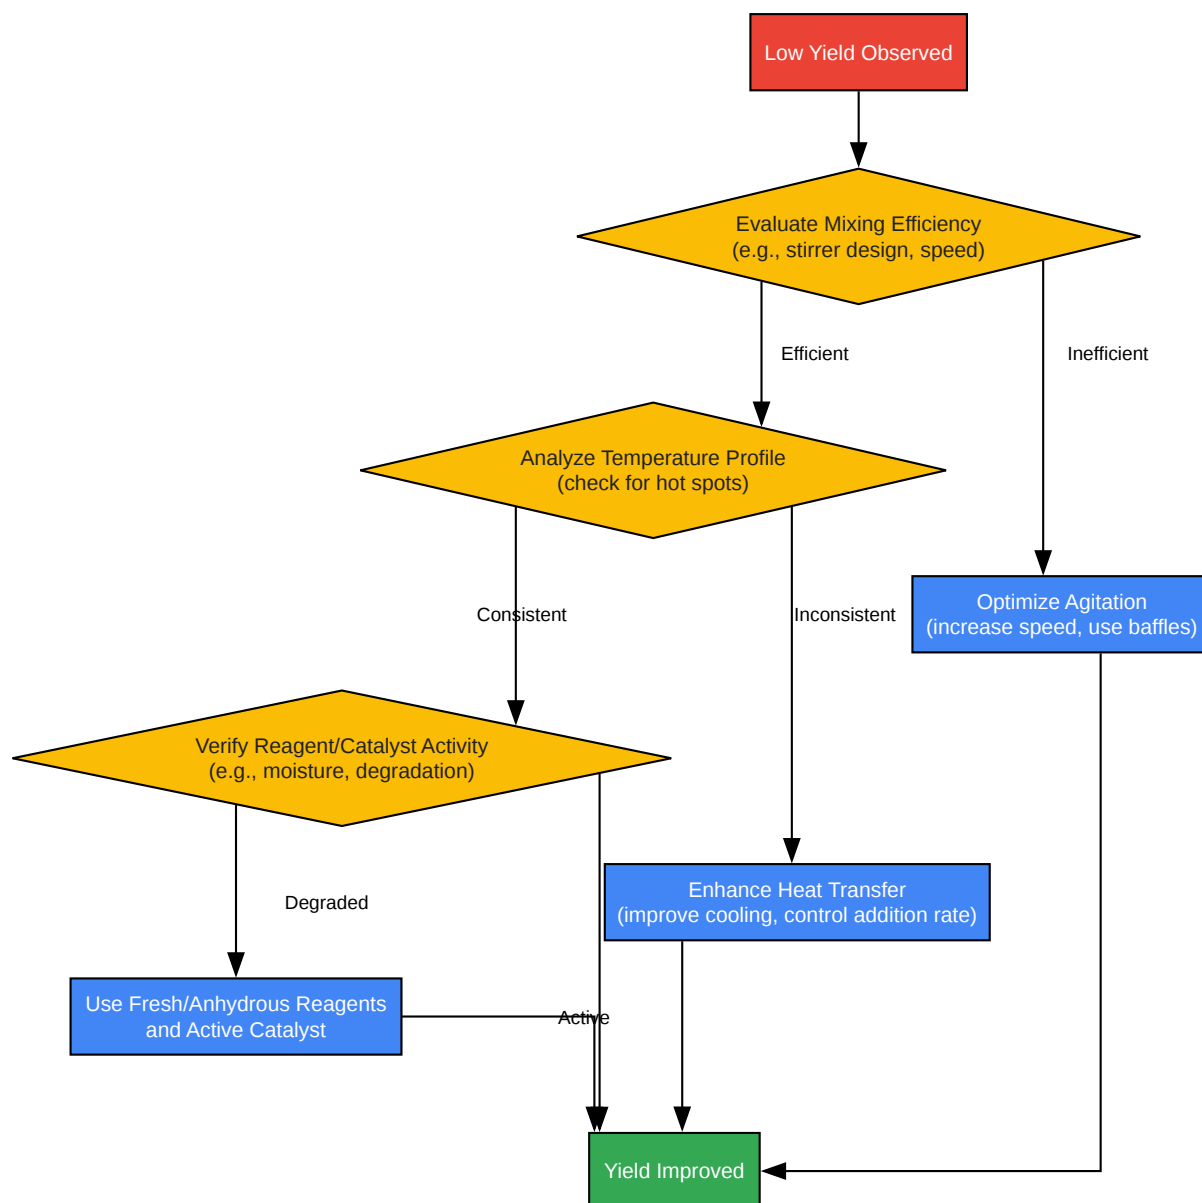 Low Yield Observed
Evaluate Mixing Efficiency
(e.g., stirrer design, speed)
Efficient
Inefficient
Analyze Temperature Profile
(check for hot spots)
Consistent
Inconsistent
Optimize Agitation
(increase speed, use baffles)
Verify Reagent/Catalyst Activity
(e.g., moisture, degradation)
Degraded
Enhance Heat Transfer
(improve cooling, control addition rate)
Use Fresh/Anhydrous Reagents
and Active Catalyst
Active
Yield Improved